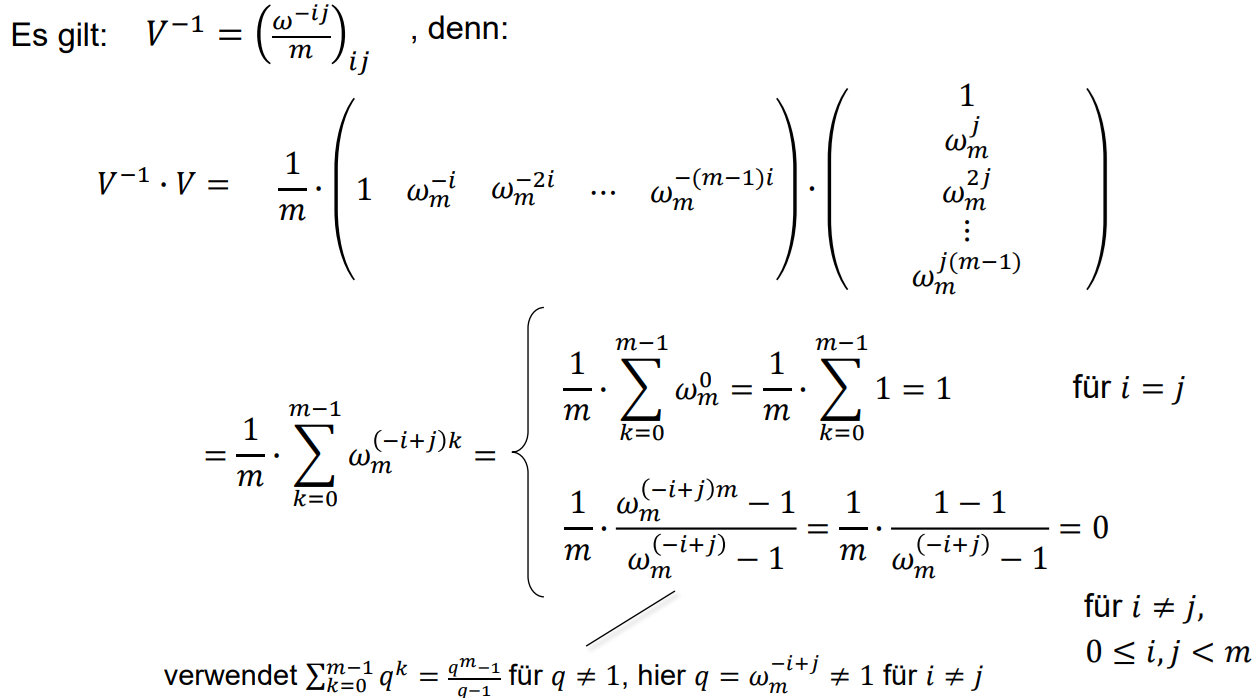 Es gilt: $V^{-1} = \left(\frac{\omega^{-ij}}{m}\right)_{ij}$ , denn:
$V^{-1} \cdot V = \frac{1}{m} \cdot \begin{pmatrix} 1 & \omega_m^{-i} & \omega_m^{-2i} & \cdots & \omega_m^{-(m-1)i} \end{pmatrix} \cdot \begin{pmatrix} 1 \\ \omega_m^{j} \\ \omega_m^{2j} \\ \vdots \\ \omega_m^{j(m-1)} \end{pmatrix}$
$= \frac{1}{m} \cdot \sum_{k=0}^{m-1} \omega_m^{(-i+j)k} = \begin{cases} \frac{1}{m} \cdot \sum_{k=0}^{m-1} \omega_m^{0} = \frac{1}{m} \cdot \sum_{k=0}^{m-1} 1 = 1 & \text{für } i = j \\ \frac{1}{m} \cdot \frac{\omega_m^{(-i+j)m} - 1}{\omega_m^{(-i+j)} - 1} = \frac{1}{m} \cdot \frac{1 - 1}{\omega_m^{(-i+j)} - 1} = 0 & \text{für } i \neq j, \end{cases}$
$0 \leq i, j < m$
verwendet $\sum_{k=0}^{m-1} q^k = \frac{q^m - 1}{q - 1}$ für $q \neq 1$, hier $q = \omega_m^{-i+j} \neq 1$ für $i \neq j$